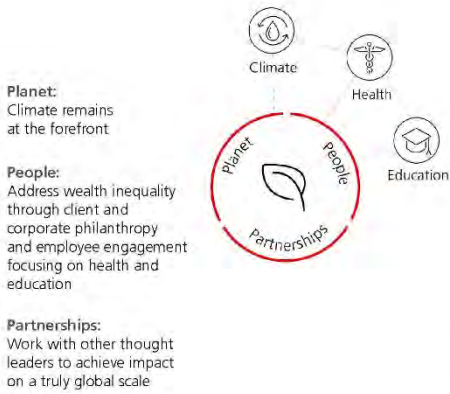 Planet:
Climate remains
at the forefront
People:
Address wealth inequality
through client and
corporate philanthropy
and employee engagement
focusing on health and
education
Partnerships:
Work with other thought
leaders to achieve impact
on a truly global scale
Climate
Health
Education
Planet
People
Partnerships